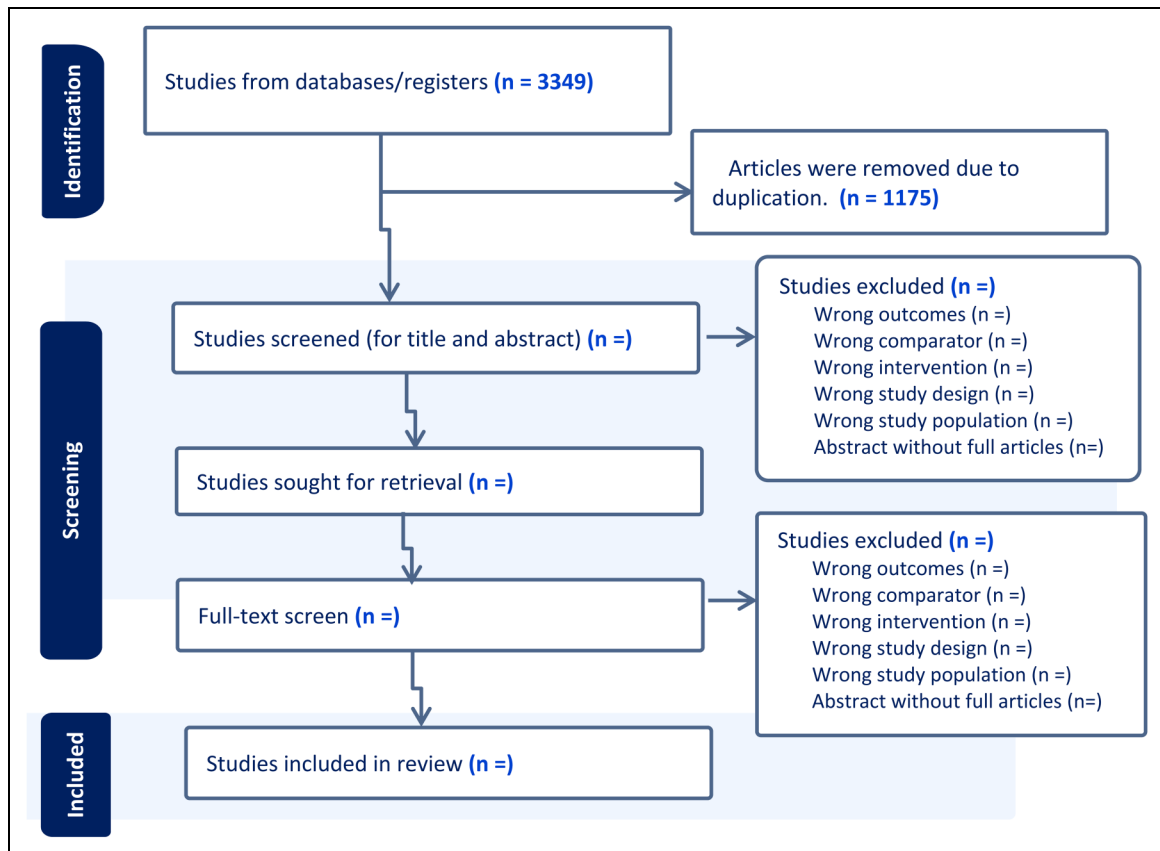 Identification
Studies from databases/registers (n = 3349)
Articles were removed due to
duplication. (n = 1175)
Screening
Studies screened (for title and abstract) (n =)
Studies excluded (n =)
Wrong outcomes (n =)
Wrong comparator (n =)
Wrong intervention (n =)
Wrong study design (n =)
Wrong study population (n =)
Abstract without full articles (n=)
Studies sought for retrieval (n =)
Full-text screen (n =)
Studies excluded (n =)
Wrong outcomes (n =)
Wrong comparator (n =)
Wrong intervention (n =)
Wrong study design (n =)
Wrong study population (n =)
Abstract without full articles (n=)
Included
Studies included in review (n =)